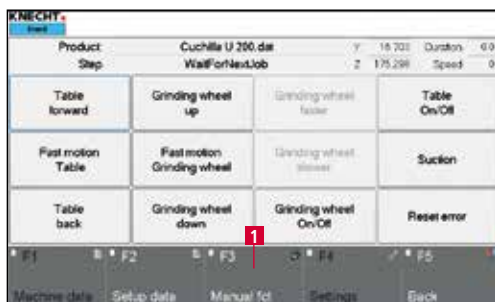 KNECHT
Product Cuchilla U 200.dat Y 16.703 Duration 0.0
Step WaitForNextJob Z 175.298 Speed 0
Table forward
Grinding wheel up
Grinding wheel faster
Table On/Off
Fast motion Table
Fast motion Grinding wheel
Grinding wheel slower
Suction
Table back
Grinding wheel down
Grinding wheel On/Off
Reset error
1
F1 F2 F3 F4 F5
Machine data Setup data Manual fct Settings Back